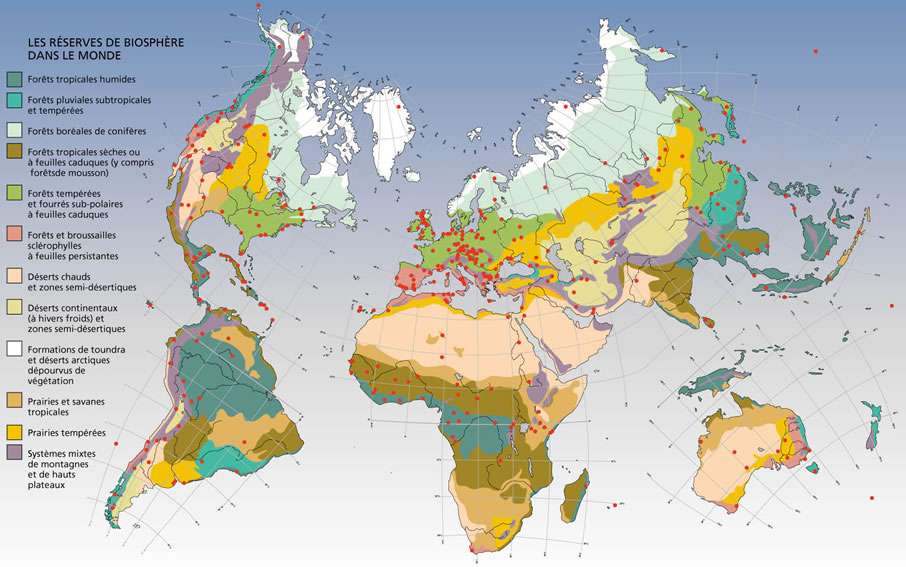 LES RÉSERVES DE BIOSPHÈRE
DANS LE MONDE
Forêts tropicales humides
Forêts pluviales subtropicales
et tempérées
Forêts boréales de conifères
Forêts tropicales sèches ou
à feuilles caduques (y compris
forêtsde mousson)
Forêts tempérées
et fourrés sub-polaires
à feuilles caduques
Forêts et broussailles
sclérophylles
à feuilles persistantes
Déserts chauds
et zones semi-désertiques
Déserts continentaux
(à hivers froids) et
zones semi-désertiques
Formations de toundra
et déserts arctiques
dépourvus de
végétation
Prairies et savanes
tropicales
Prairies tempérées
Systèmes mixtes
de montagnes
et de hauts
plateaux